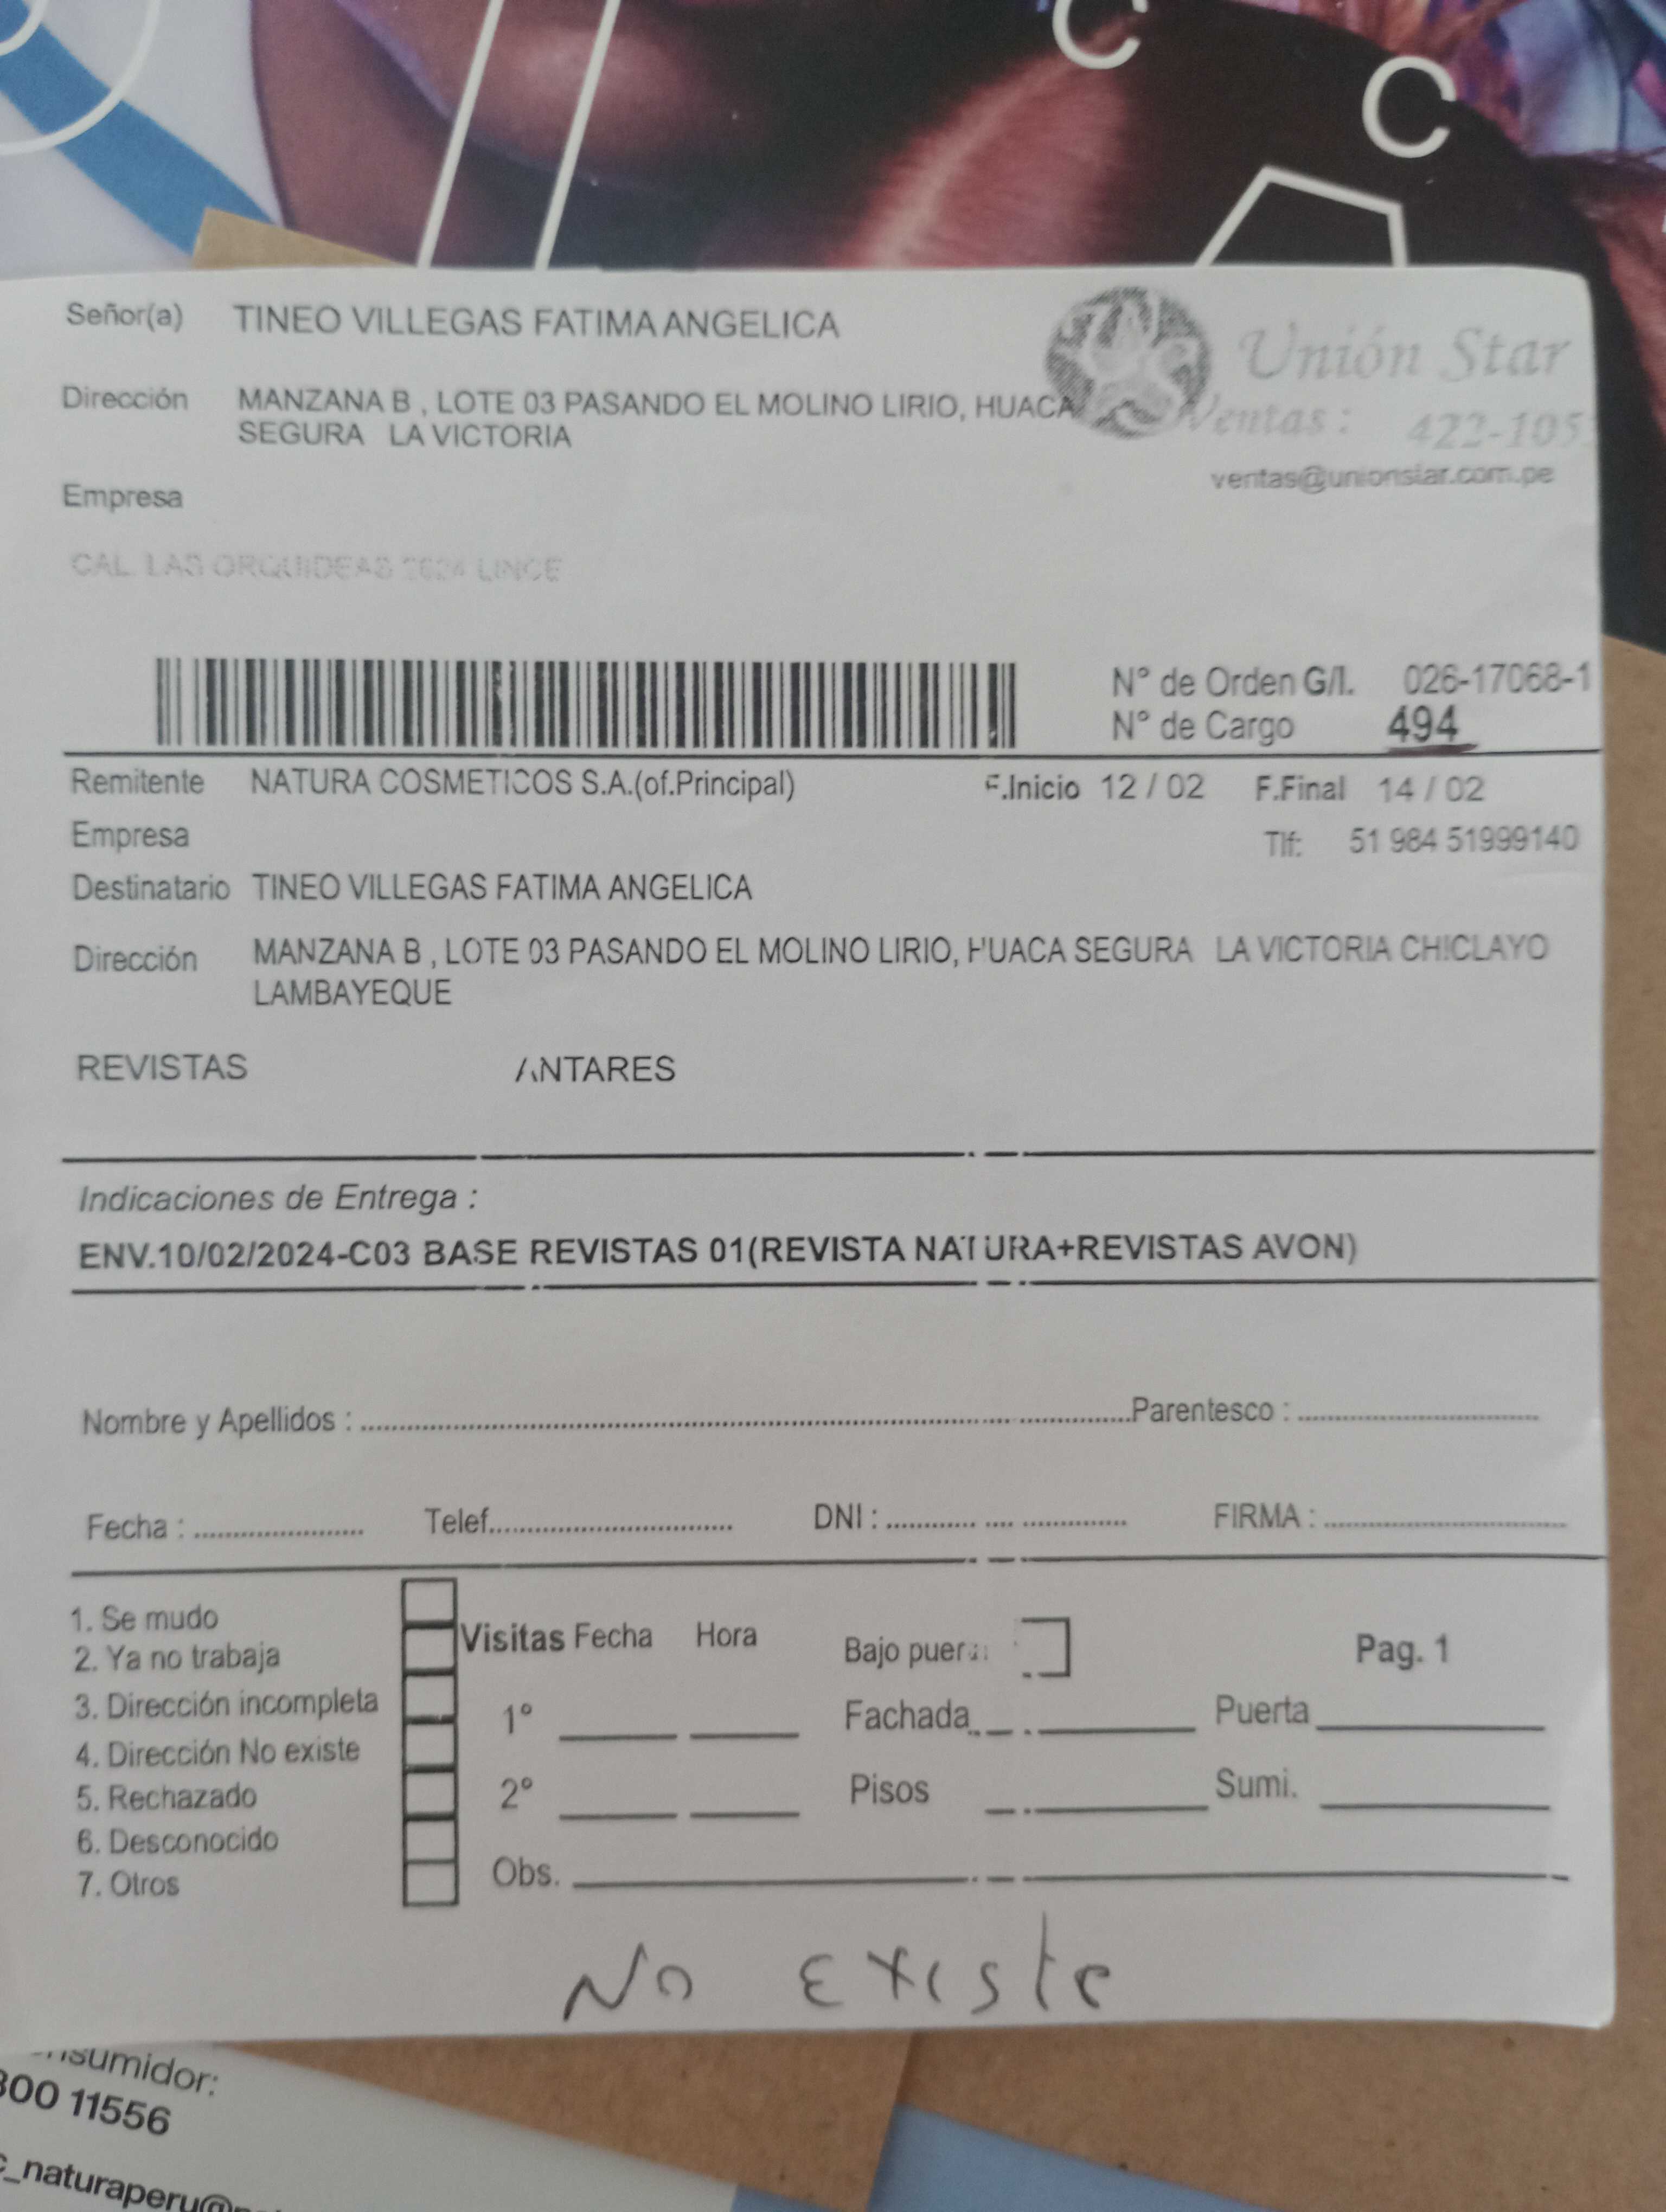 C
C
Señor(a) TINEO VILLEGAS FATIMA ANGELICA
Unión Star
Dirección MANZANA B , LOTE 03 PASANDO EL MOLINO LIRIO, HUACA
SEGURA LA VICTORIA
Ventas : 422-105
ventas@unionstar.com.pe
Empresa
CAL. LAS ORQUIDEAS 2624 LINCE
N° de Orden G/l. 026-17068-1
N° de Cargo 494
Remitente NATURA COSMETICOS S.A.(of.Principal) F.Inicio 12 / 02 F.Final 14 / 02
Empresa Tlf: 51 984 51999140
Destinatario TINEO VILLEGAS FATIMA ANGELICA
Dirección MANZANA B , LOTE 03 PASANDO EL MOLINO LIRIO, HUACA SEGURA LA VICTORIA CHICLAYO
LAMBAYEQUE
REVISTAS ANTARES
Indicaciones de Entrega :
ENV.10/02/2024-C03 BASE REVISTAS 01(REVISTA NATURA+REVISTAS AVON)
Nombre y Apellidos : Parentesco :
Fecha : Telef. DNI : FIRMA :
1. Se mudo
2. Ya no trabaja
3. Dirección incompleta
4. Dirección No existe
5. Rechazado
6. Desconocido
7. Otros
Visitas Fecha Hora
1°
2°
Obs.
Bajo puerta
Pag. 1
Fachada Puerta
Pisos Sumi.
No existe
nsumidor:
800 11556
c_naturaperu@